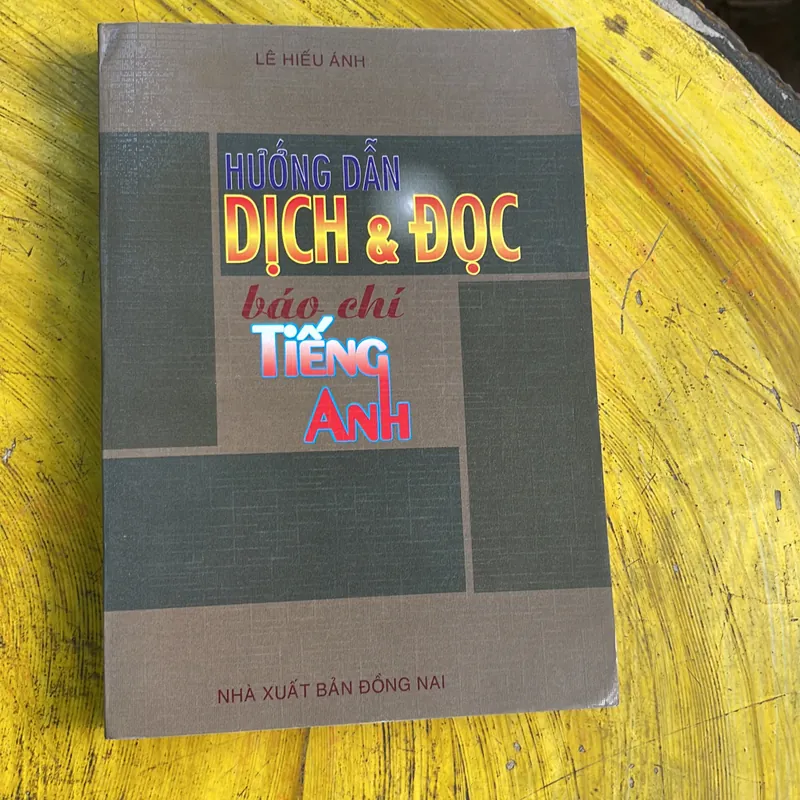 LÊ HIẾU ÁNH
HƯỚNG DẪN
DỊCH & ĐỌC
báo chí
TIẾNG
ANH
NHÀ XUẤT BẢN ĐỒNG NAI